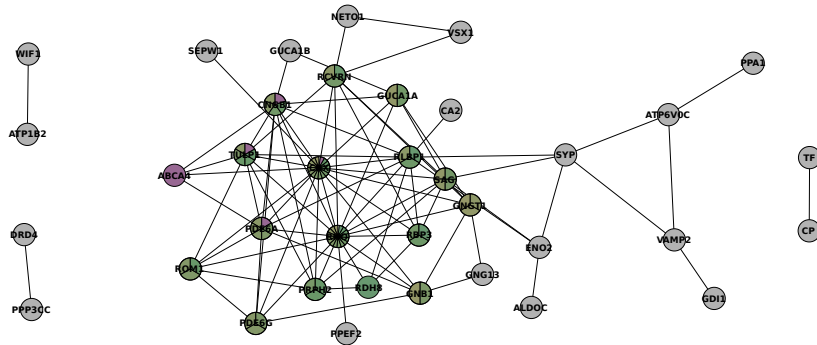 NETO1
VSX1
WIF1
SEPW1
GUCA1B
PPA1
RCVRN
GUCA1A
CNGB1
CA2
ATP6V0C
ATP1B2
TULP1
RLBP1
SYP
TF
ABCA4
SAG
GNGT1
DRD4
PDE6A
RBP3
ENO2
VAMP2
CP
ROM1
GNG13
PRPH2
RDH8
GNB1
GDI1
PPP3CC
ALDOC
PDE6G
PPEF2